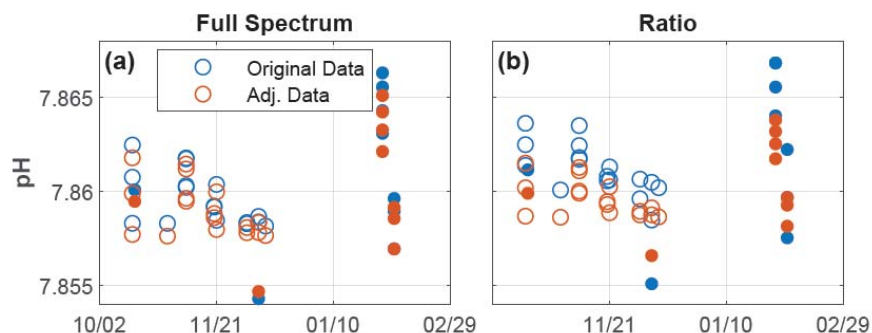 Full Spectrum
Ratio
(a)
Original Data
Adj. Data
(b)
7.865
7.86
7.855
pH
10/02
11/21
01/10
02/29
11/21
01/10
02/29